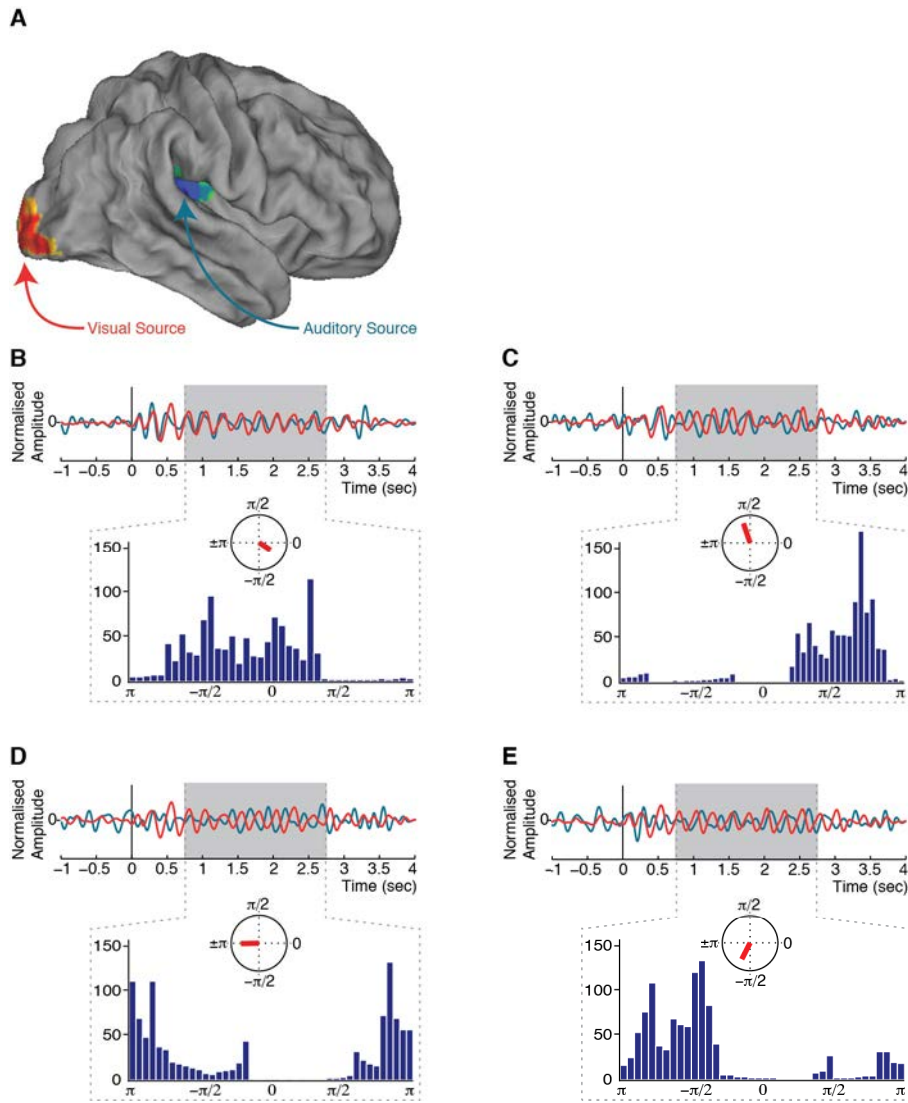 A
Visual Source
Auditory Source
B
Normalised
Amplitude
0
−1 −0.5 0 0.5 1 1.5 2 2.5 3 3.5 4
Time (sec)
π/2
±π 0
−π/2
150
100
50
0
π −π/2 0 π/2 π
C
Normalised
Amplitude
0
−1 −0.5 0 0.5 1 1.5 2 2.5 3 3.5 4
Time (sec)
π/2
±π 0
−π/2
150
100
50
0
π −π/2 0 π/2 π
D
Normalised
Amplitude
0
−1 −0.5 0 0.5 1 1.5 2 2.5 3 3.5 4
Time (sec)
π/2
±π 0
−π/2
150
100
50
0
π −π/2 0 π/2 π
E
Normalised
Amplitude
0
−1 −0.5 0 0.5 1 1.5 2 2.5 3 3.5 4
Time (sec)
π/2
±π 0
−π/2
150
100
50
0
π −π/2 0 π/2 π